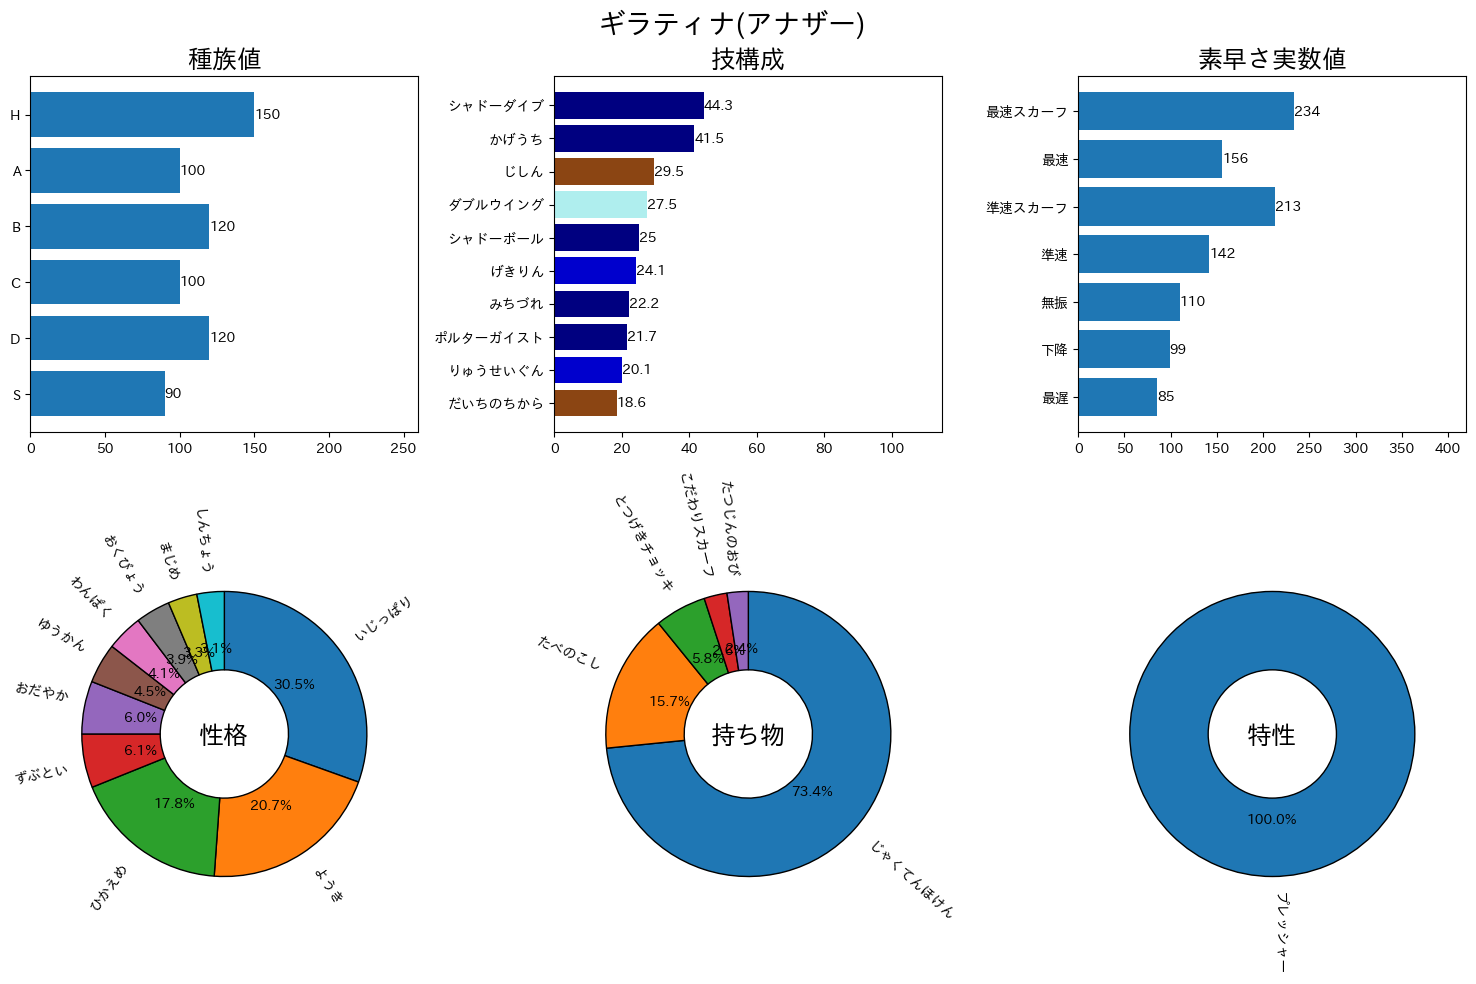 ギラティナ(アナザー)
種族値
H
A
B
C
D
S
150
100
120
100
120
90
0 50 100 150 200 250
技構成
シャドーダイブ 44.3
かげうち 41.5
じしん 29.5
ダブルウイング 27.5
シャドーボール 25
げきりん 24.1
みちづれ 22.2
ポルターガイスト 21.7
りゅうせいぐん 20.1
だいちのちから 18.6
0 20 40 60 80 100
素早さ実数値
最速スカーフ 234
最速 156
準速スカーフ 213
準速 142
無振 110
下降 99
最遅 85
0 50 100 150 200 250 300 350 400
性格
いじっぱり
30.5%
ようき
20.7%
ひかえめ
17.8%
ずぶとい
6.1%
おだやか
6.0%
ゆうかん
4.5%
わんぱく
4.1%
おくびょう
3.9%
まじめ
3.3%
しんちょう
3.1%
持ち物
じゃくてんほけん
73.4%
たべのこし
15.7%
とつげきチョッキ
5.8%
こだわりスカーフ
2.6%
たつじんのおび
2.4%
特性
100.0%
プレッシャー